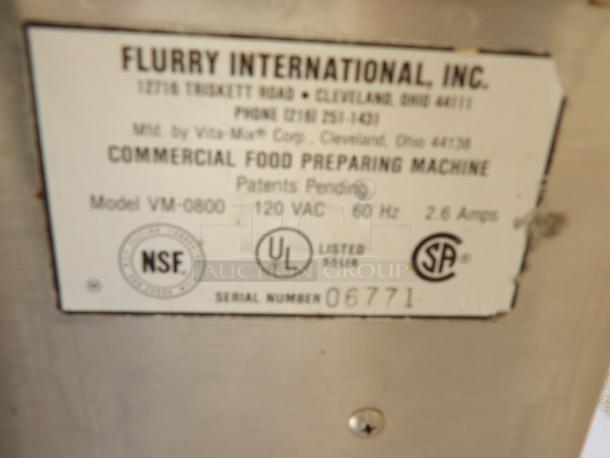 FLURRY INTERNATIONAL, INC.
12716 TRISKETT ROAD • CLEVELAND, OHIO 44111
PHONE (216) 251-1431
Mfd. by Vita-Mix® Corp., Cleveland, Ohio 44138
COMMERCIAL FOOD PREPARING MACHINE
Patents Pending
Model VM-0800 120 VAC 60 Hz 2.6 Amps
NSF® UL LISTED SA®
AUCTION GROUP
SERIAL NUMBER 06771